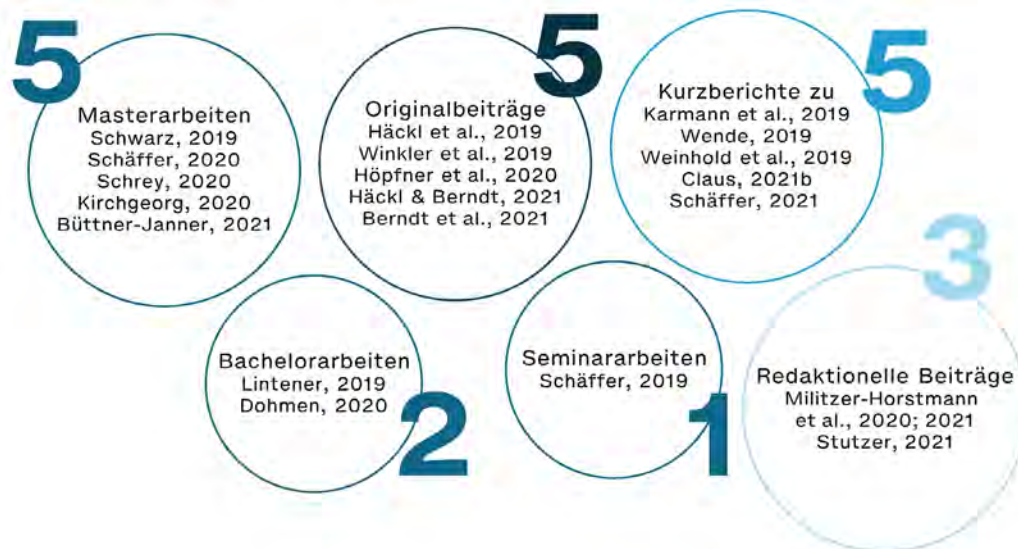 5
Masterarbeiten
Schwarz, 2019
Schäffer, 2020
Schrey, 2020
Kirchgeorg, 2020
Büttner-Janner, 2021
5
Originalbeiträge
Häckl et al., 2019
Winkler et al., 2019
Höpfner et al., 2020
Häckl & Berndt, 2021
Berndt et al., 2021
5
Kurzberichte zu
Karmann et al., 2019
Wende, 2019
Weinhold et al., 2019
Claus, 2021b
Schäffer, 2021
Bachelorarbeiten
Lintener, 2019
Dohmen, 2020
2
Seminararbeiten
Schäffer, 2019
1
3
Redaktionelle Beiträge
Militzer-Horstmann
et al., 2020; 2021
Stutzer, 2021